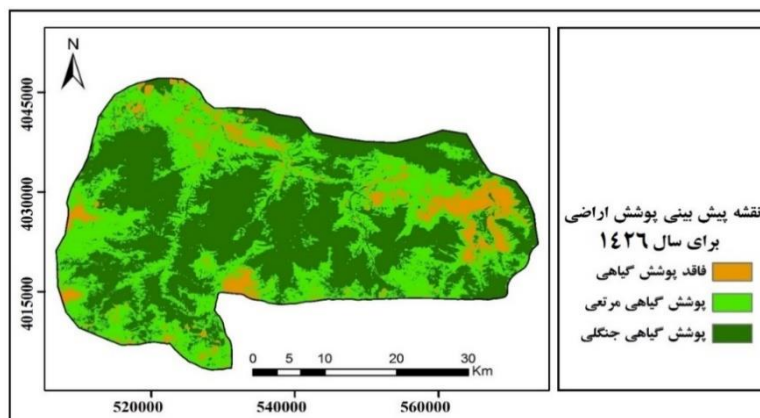 N
4045000
4030000
4015000
520000
540000
560000
0 5 10 20 30
Km
نقشه پیش بینی پوشش اراضی
برای سال ١٤٢٦
فاقد پوشش گیاهی
پوشش گیاهی مرتعی
پوشش گیاهی جنگلی